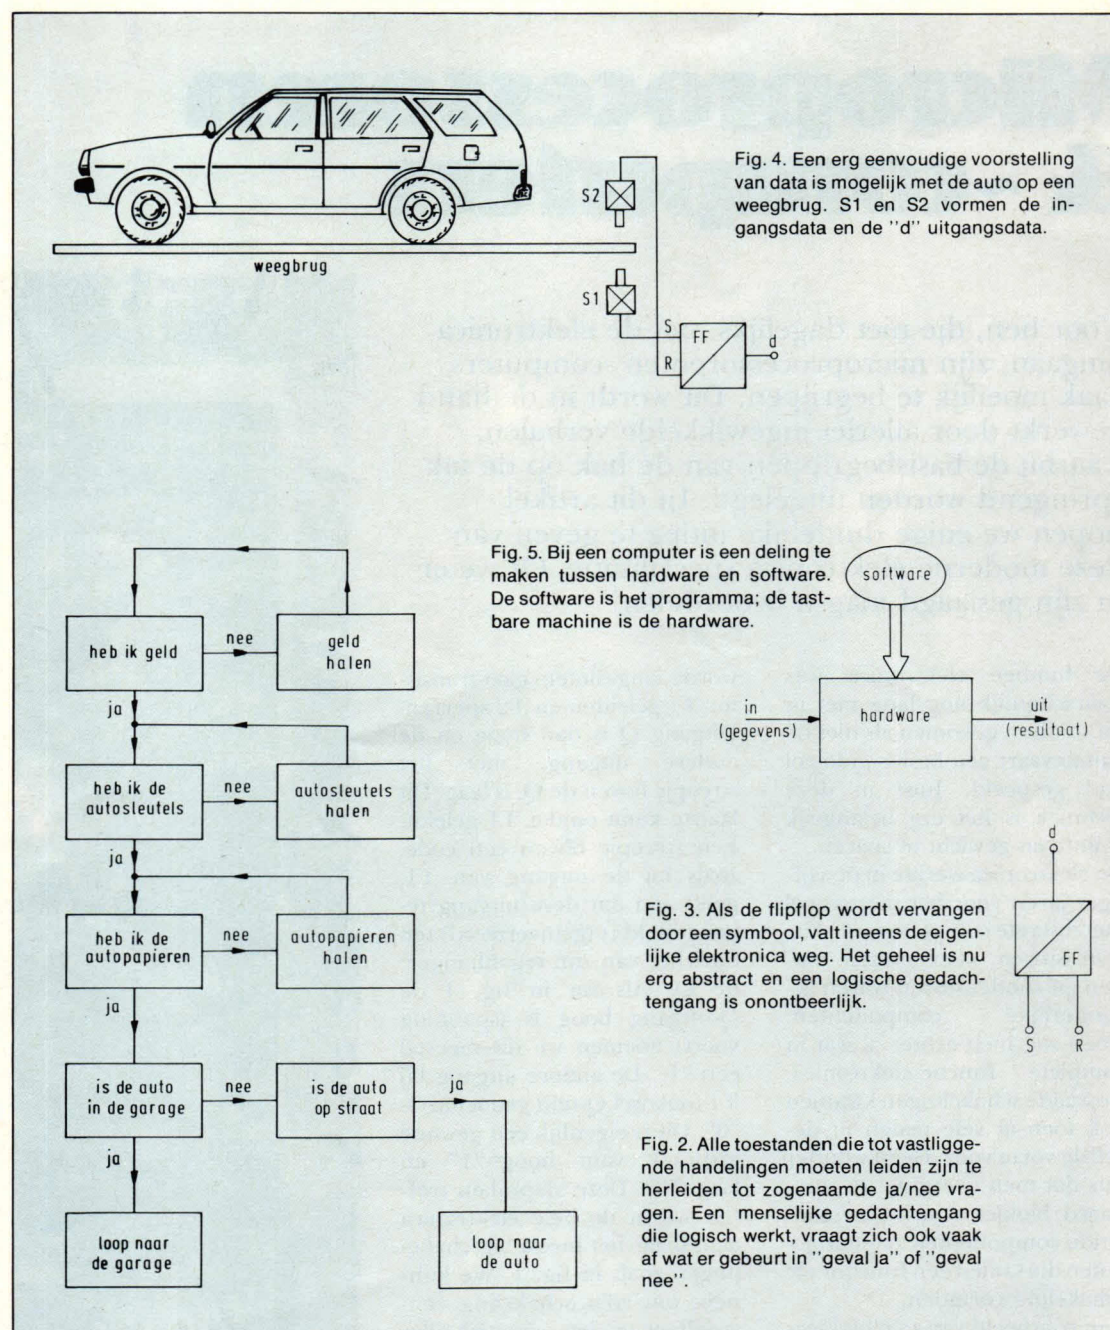 Fig. 4. Een erg eenvoudige voorstelling
van data is mogelijk met de auto op een
weegbrug. S1 en S2 vormen de in-
gangsdata en de "d" uitgangsdata.
S2
weegbrug
S1
S
R
FF
d
Fig. 5. Bij een computer is een deling te
maken tussen hardware en software.
De software is het programma; de tast-
bare machine is de hardware.
software
in
(gegevens)
hardware
uit
(resultaat)
heb ik geld
nee
geld
halen
ja
heb ik de
autosleutels
nee
autosleutels
halen
ja
heb ik de
autopapieren
nee
autopapieren
halen
ja
is de auto
in de garage
nee
is de auto
op straat
ja
ja
loop naar
de garage
loop naar
de auto
Fig. 3. Als de flipflop wordt vervangen
door een symbool, valt ineens de eigen-
lijke elektronica weg. Het geheel is nu
erg abstract en een logische gedach-
tengang is onontbeerlijk.
d
FF
S
R
Fig. 2. Alle toestanden die tot vastligge-
nde handelingen moeten leiden zijn te
herleiden tot zogenaamde ja/nee vra-
gen. Een menselijke gedachtengang
die logisch werkt, vraagt zich ook vaak
af wat er gebeurt in "geval ja" of "geval
nee".